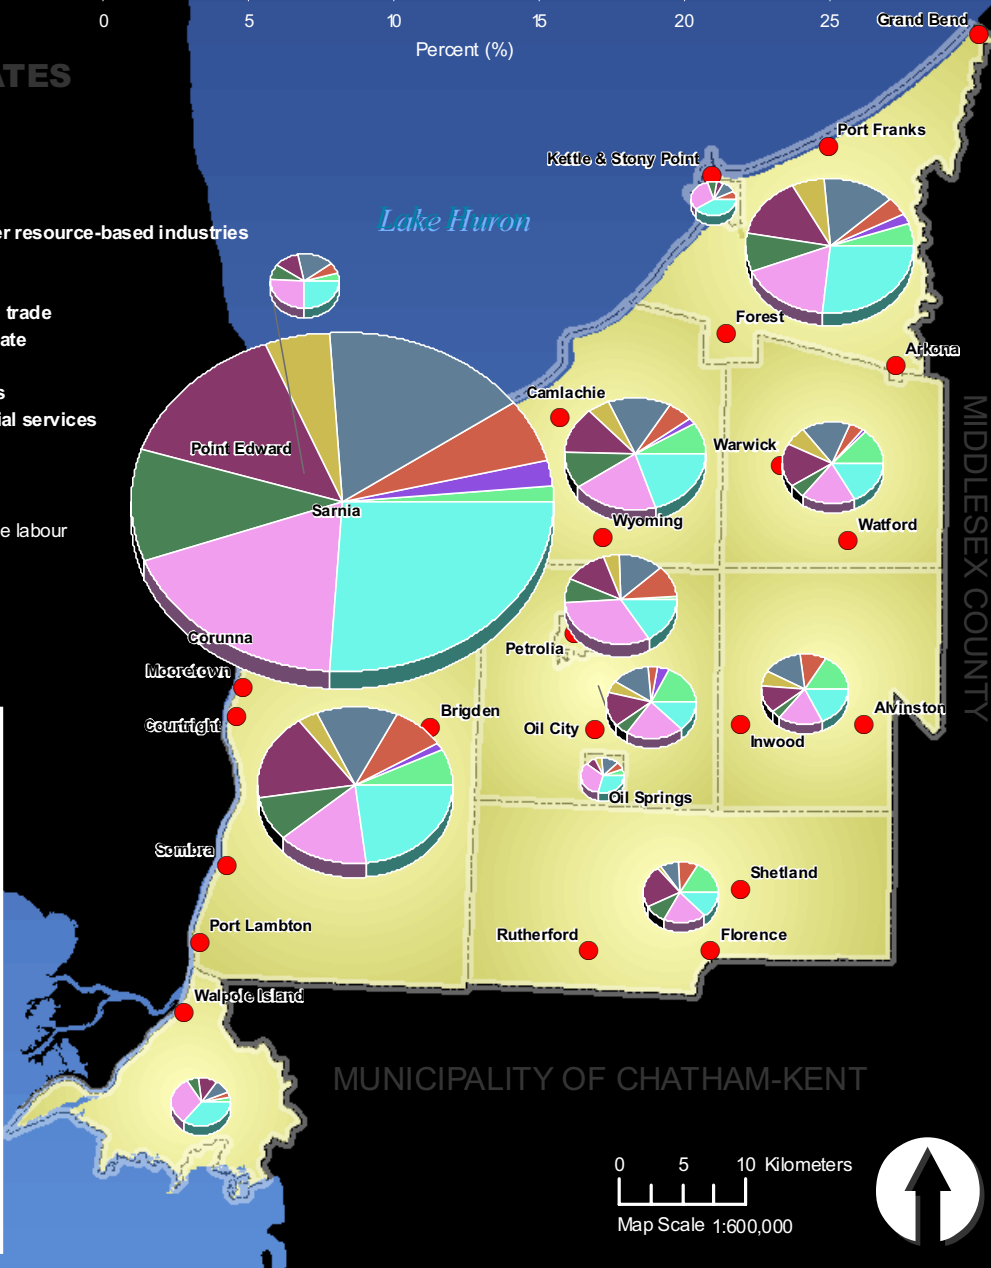 0 5 10 15 20 25
Percent (%)
Grand Bend
Port Franks
Kettle & Stony Point
Lake Huron
er resource-based industries
trade
Forest
ate
Arkona
Camlachie
ial services
Warwick
Point Edward
Sarnia
Wyoming
Watford
e labour
MIDDLESEX COUNTY
Corunna
Petrolia
Mooretown
Courtright
Brigden
Oil City
Alvinston
Inwood
Oil Springs
Sombra
Shetland
Port Lambton
Rutherford
Florence
Walpole Island
MUNICIPALITY OF CHATHAM-KENT
0 5 10 Kilometers
Map Scale 1:600,000